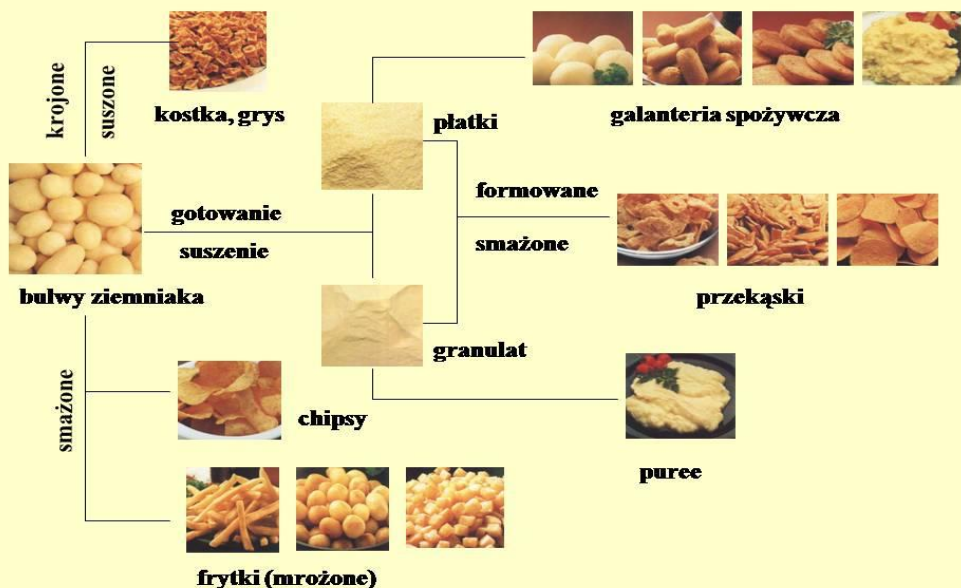 krojone
suszone
kostka, grys
płatki
galanteria spożywcza
gotowanie
suszenie
formowane
smażone
bulwy ziemniaka
przekąski
granulat
smażone
chipsy
puree
frytki (mrożone)